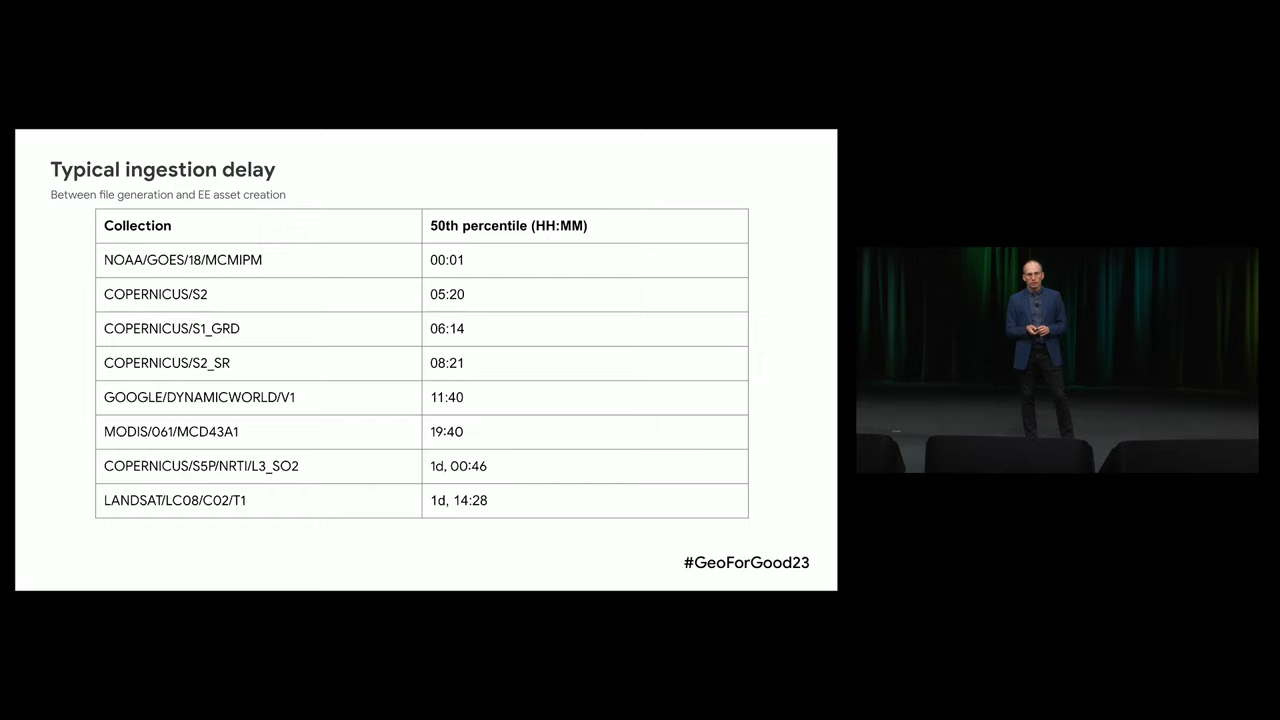 Typical ingestion delay
Between file generation and EE asset creation
Collection 50th percentile (HH:MM)
NOAA/GOES/18/MCMIPM 00:01
COPERNICUS/S2 05:20
COPERNICUS/S1_GRD 06:14
COPERNICUS/S2_SR 08:21
GOOGLE/DYNAMICWORLD/V1 11:40
MODIS/061/MCD43A1 19:40
COPERNICUS/S5P/NRTI/L3_SO2 1d, 00:46
LANDSAT/LC08/C02/T1 1d, 14:28
#GeoForGood23